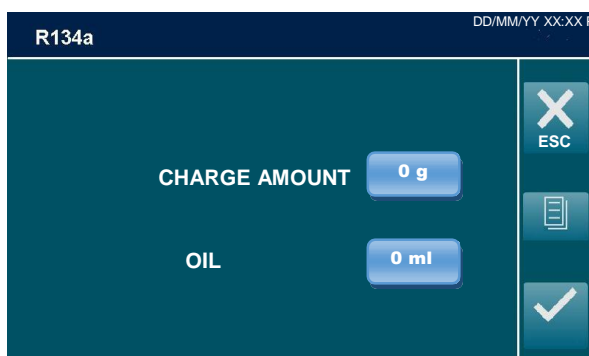 R134a
DD/MM/YY XX:XX
ESC
CHARGE AMOUNT 0 g
OIL 0 ml